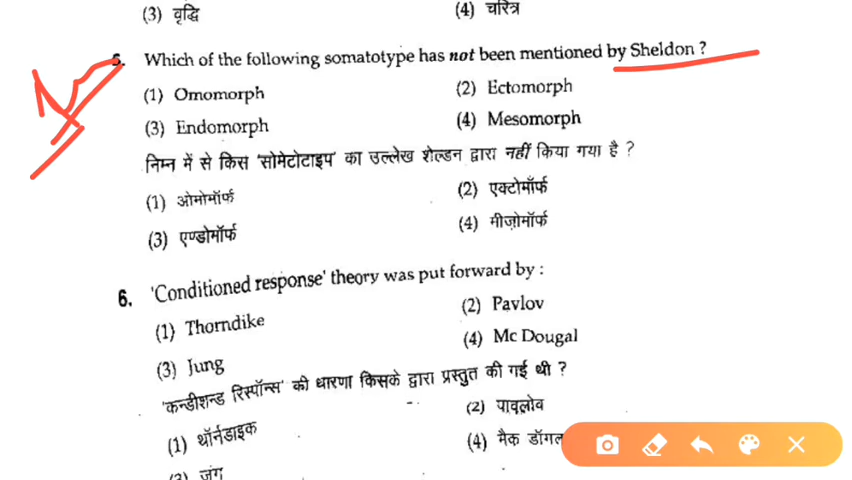 (3) वृद्धि (4) चरित्र
5. Which of the following somatotype has not been mentioned by Sheldon ?
(1) Omomorph (2) Ectomorph
(3) Endomorph (4) Mesomorph
निम्न में से किस 'सोमेटोटाइप' का उल्लेख शेल्डन द्वारा नहीं किया गया है ?
(1) ओमोमॉर्फ (2) एक्टोमॉर्फ
(3) एण्डोमॉर्फ (4) मीज़ोमॉर्फ
6. 'Conditioned response' theory was put forward by :
(1) Thorndike (2) Pavlov
(3) Jung (4) Mc Dougal
'कन्डीशन्ड रिस्पॉन्स' की धारणा किसके द्वारा प्रस्तुत की गई थी ?
(1) थॉर्नडाइक (2) पावलोव
(3) जुंग (4) मैक डॉगल